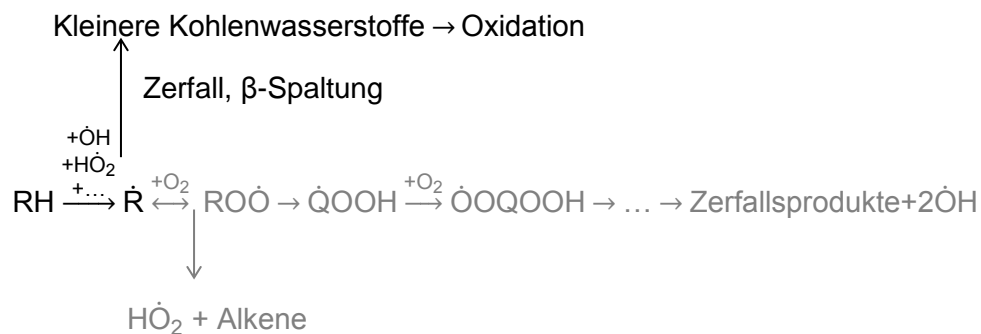 Kleinere Kohlenwasserstoffe → Oxidation
Zerfall, β-Spaltung
+ȮH
+HȮ₂
+...
RH → Ṙ ⟷ +O₂ ROȮ → Q̇OOH → +O₂ ȮOQOOH → ... → Zerfallsprodukte+2ȮH
HȮ₂ + Alkene